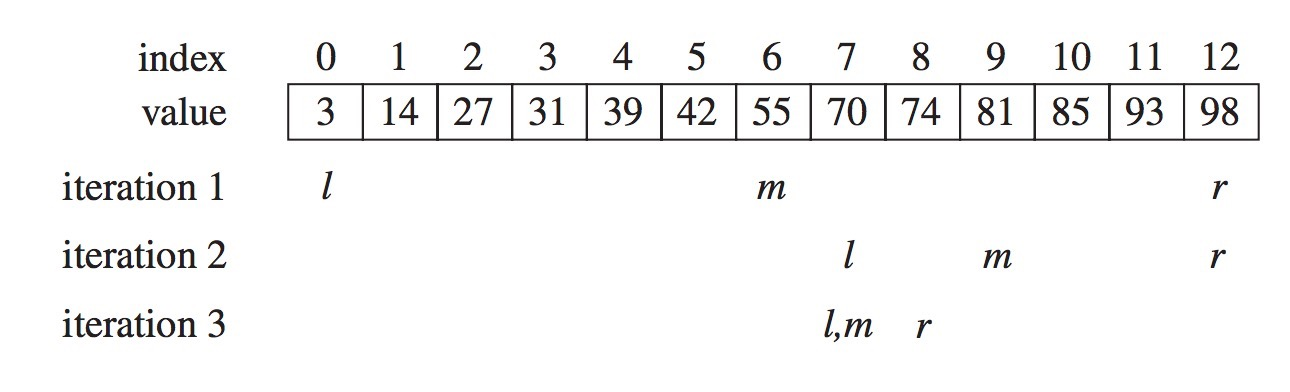 index 0 1 2 3 4 5 6 7 8 9 10 11 12
value 3 14 27 31 39 42 55 70 74 81 85 93 98
iteration 1 l m r
iteration 2 l m r
iteration 3 l,m r